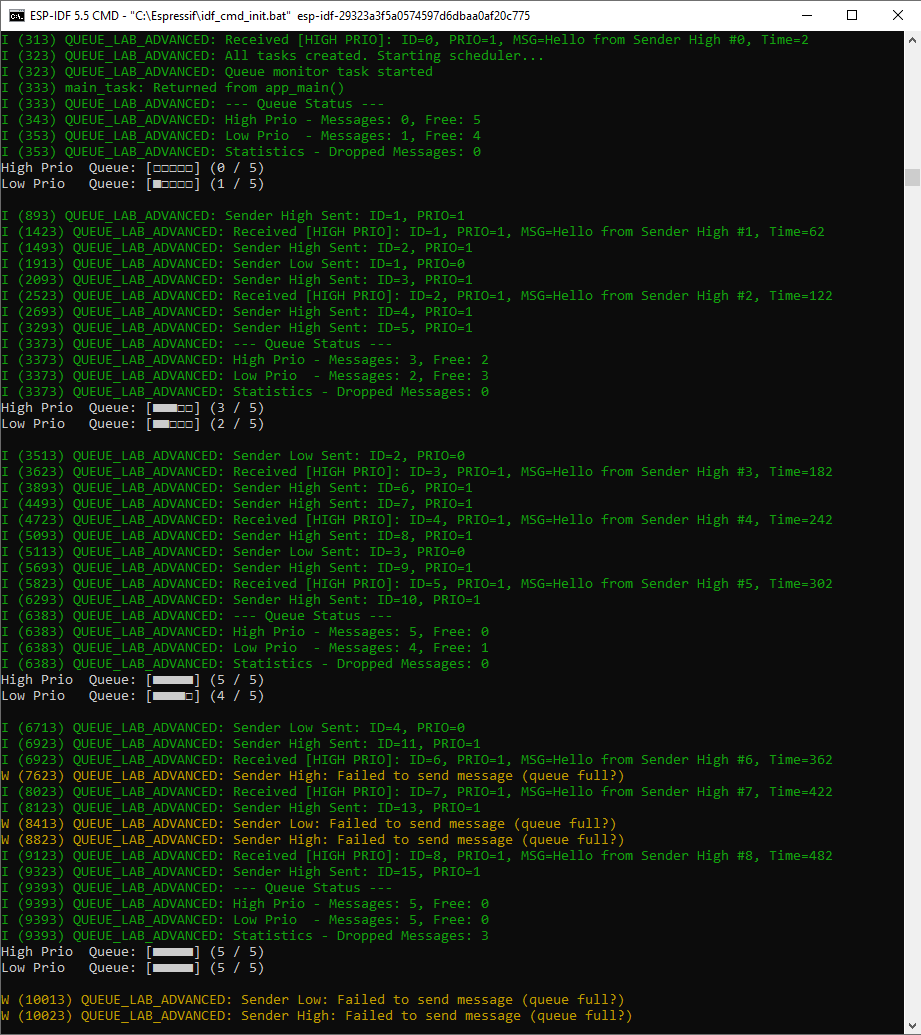 ESP-IDF 5.5 CMD - "C:\Espressif\idf_cmd_init.bat" esp-idf-29323a3f5a0574597d6dbaa0af20c775
I (313) QUEUE_LAB_ADVANCED: Received [HIGH PRIO]: ID=0, PRIO=1, MSG=Hello from Sender High #0, Time=2
I (323) QUEUE_LAB_ADVANCED: All tasks created. Starting scheduler...
I (323) QUEUE_LAB_ADVANCED: Queue monitor task started
I (333) main_task: Returned from app_main()
I (333) QUEUE_LAB_ADVANCED: --- Queue Status ---
I (343) QUEUE_LAB_ADVANCED: High Prio - Messages: 0, Free: 5
I (353) QUEUE_LAB_ADVANCED: Low Prio  - Messages: 1, Free: 4
I (353) QUEUE_LAB_ADVANCED: Statistics - Dropped Messages: 0
High Prio  Queue: [□□□□□] (0 / 5)
Low Prio   Queue: [■□□□□] (1 / 5)
I (893) QUEUE_LAB_ADVANCED: Sender High Sent: ID=1, PRIO=1
I (1423) QUEUE_LAB_ADVANCED: Received [HIGH PRIO]: ID=1, PRIO=1, MSG=Hello from Sender High #1, Time=62
I (1493) QUEUE_LAB_ADVANCED: Sender High Sent: ID=2, PRIO=1
I (1913) QUEUE_LAB_ADVANCED: Sender Low Sent: ID=1, PRIO=0
I (2093) QUEUE_LAB_ADVANCED: Sender High Sent: ID=3, PRIO=1
I (2523) QUEUE_LAB_ADVANCED: Received [HIGH PRIO]: ID=2, PRIO=1, MSG=Hello from Sender High #2, Time=122
I (2693) QUEUE_LAB_ADVANCED: Sender High Sent: ID=4, PRIO=1
I (3293) QUEUE_LAB_ADVANCED: Sender High Sent: ID=5, PRIO=1
I (3373) QUEUE_LAB_ADVANCED: --- Queue Status ---
I (3373) QUEUE_LAB_ADVANCED: High Prio - Messages: 3, Free: 2
I (3373) QUEUE_LAB_ADVANCED: Low Prio  - Messages: 2, Free: 3
I (3373) QUEUE_LAB_ADVANCED: Statistics - Dropped Messages: 0
High Prio  Queue: [■■■□□] (3 / 5)
Low Prio   Queue: [■■□□□] (2 / 5)
I (3513) QUEUE_LAB_ADVANCED: Sender Low Sent: ID=2, PRIO=0
I (3623) QUEUE_LAB_ADVANCED: Received [HIGH PRIO]: ID=3, PRIO=1, MSG=Hello from Sender High #3, Time=182
I (3893) QUEUE_LAB_ADVANCED: Sender High Sent: ID=6, PRIO=1
I (4493) QUEUE_LAB_ADVANCED: Sender High Sent: ID=7, PRIO=1
I (4723) QUEUE_LAB_ADVANCED: Received [HIGH PRIO]: ID=4, PRIO=1, MSG=Hello from Sender High #4, Time=242
I (5093) QUEUE_LAB_ADVANCED: Sender High Sent: ID=8, PRIO=1
I (5113) QUEUE_LAB_ADVANCED: Sender Low Sent: ID=3, PRIO=0
I (5693) QUEUE_LAB_ADVANCED: Sender High Sent: ID=9, PRIO=1
I (5823) QUEUE_LAB_ADVANCED: Received [HIGH PRIO]: ID=5, PRIO=1, MSG=Hello from Sender High #5, Time=302
I (6293) QUEUE_LAB_ADVANCED: Sender High Sent: ID=10, PRIO=1
I (6383) QUEUE_LAB_ADVANCED: --- Queue Status ---
I (6383) QUEUE_LAB_ADVANCED: High Prio - Messages: 5, Free: 0
I (6383) QUEUE_LAB_ADVANCED: Low Prio  - Messages: 4, Free: 1
I (6383) QUEUE_LAB_ADVANCED: Statistics - Dropped Messages: 0
High Prio  Queue: [■■■■■] (5 / 5)
Low Prio   Queue: [■■■■□] (4 / 5)
I (6713) QUEUE_LAB_ADVANCED: Sender Low Sent: ID=4, PRIO=0
I (6923) QUEUE_LAB_ADVANCED: Sender High Sent: ID=11, PRIO=1
I (6923) QUEUE_LAB_ADVANCED: Received [HIGH PRIO]: ID=6, PRIO=1, MSG=Hello from Sender High #6, Time=362
W (7623) QUEUE_LAB_ADVANCED: Sender High: Failed to send message (queue full?)
I (8023) QUEUE_LAB_ADVANCED: Received [HIGH PRIO]: ID=7, PRIO=1, MSG=Hello from Sender High #7, Time=422
I (8123) QUEUE_LAB_ADVANCED: Sender High Sent: ID=13, PRIO=1
W (8413) QUEUE_LAB_ADVANCED: Sender Low: Failed to send message (queue full?)
W (8823) QUEUE_LAB_ADVANCED: Sender High: Failed to send message (queue full?)
I (9123) QUEUE_LAB_ADVANCED: Received [HIGH PRIO]: ID=8, PRIO=1, MSG=Hello from Sender High #8, Time=482
I (9323) QUEUE_LAB_ADVANCED: Sender High Sent: ID=15, PRIO=1
I (9393) QUEUE_LAB_ADVANCED: --- Queue Status ---
I (9393) QUEUE_LAB_ADVANCED: High Prio - Messages: 5, Free: 0
I (9393) QUEUE_LAB_ADVANCED: Low Prio  - Messages: 5, Free: 0
I (9393) QUEUE_LAB_ADVANCED: Statistics - Dropped Messages: 3
High Prio  Queue: [■■■■■] (5 / 5)
Low Prio   Queue: [■■■■■] (5 / 5)
W (10013) QUEUE_LAB_ADVANCED: Sender Low: Failed to send message (queue full?)
W (10023) QUEUE_LAB_ADVANCED: Sender High: Failed to send message (queue full?)